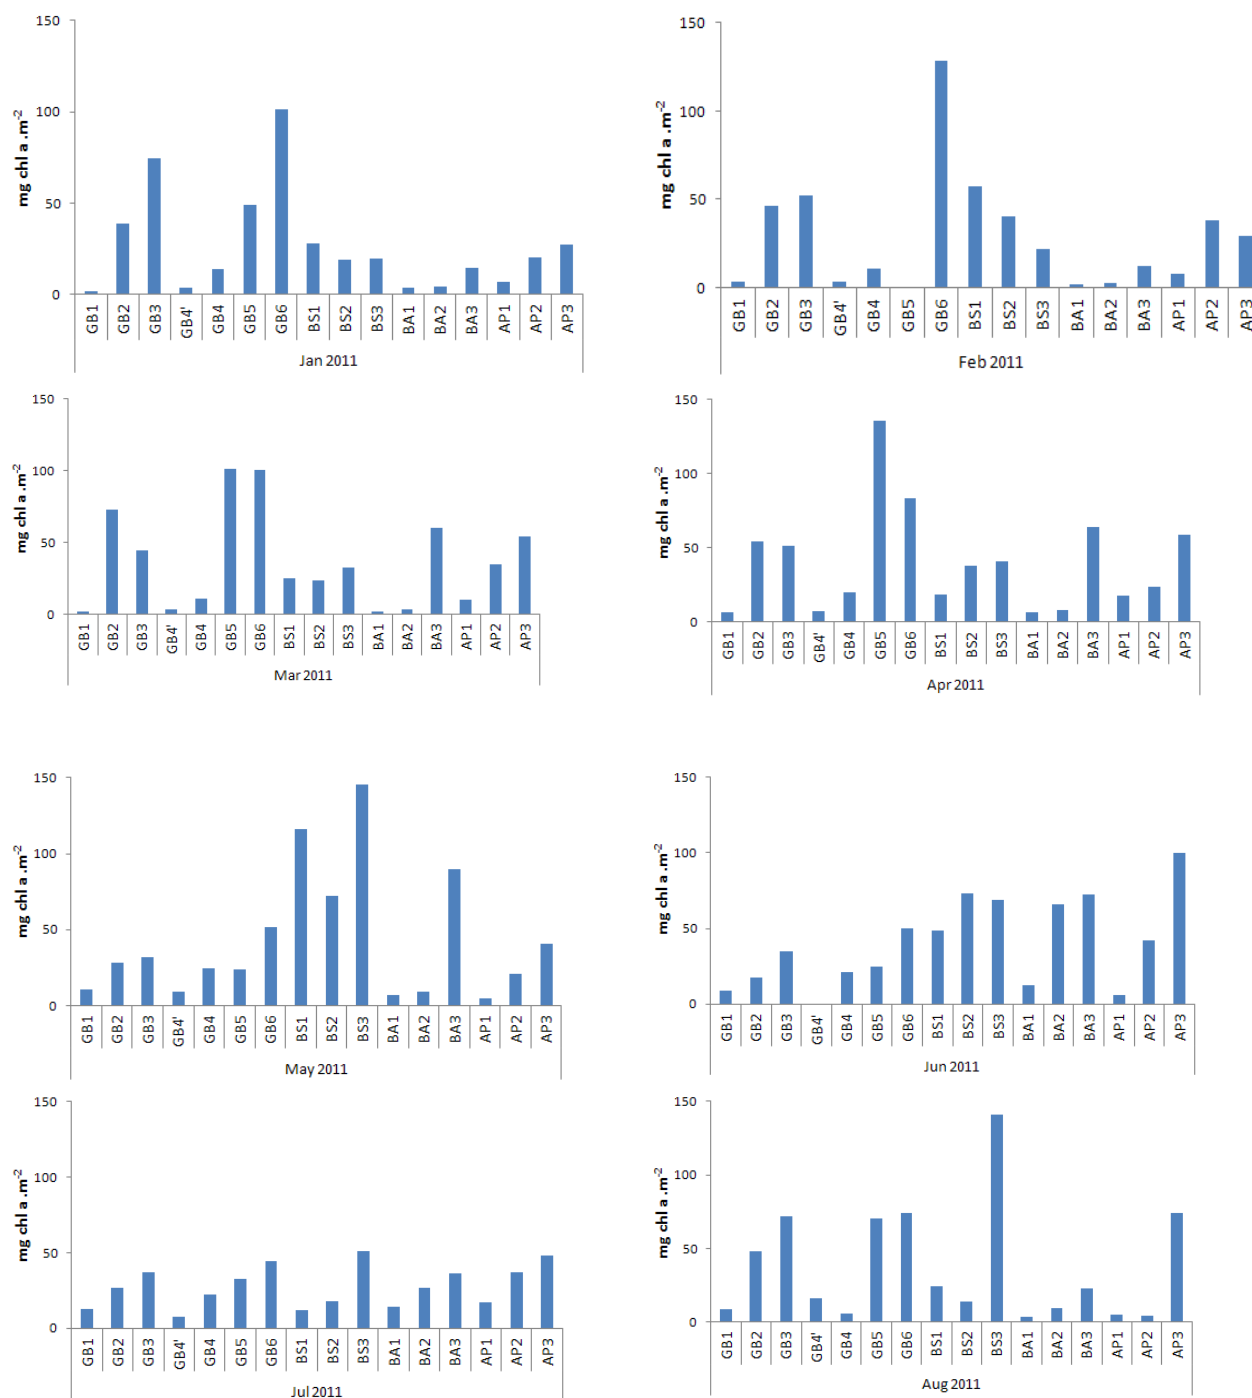 mg chl a .m-2
150
100
50
0
GB1 GB2 GB3 GB4' GB4 GB5 GB6 BS1 BS2 BS3 BA1 BA2 BA3 AP1 AP2 AP3
Jan 2011
mg chl a .m-2
150
100
50
0
GB1 GB2 GB3 GB4' GB4 GB5 GB6 BS1 BS2 BS3 BA1 BA2 BA3 AP1 AP2 AP3
Feb 2011
mg chl a .m-2
150
100
50
0
GB1 GB2 GB3 GB4' GB4 GB5 GB6 BS1 BS2 BS3 BA1 BA2 BA3 AP1 AP2 AP3
Mar 2011
mg chl a .m-2
150
100
50
0
GB1 GB2 GB3 GB4' GB4 GB5 GB6 BS1 BS2 BS3 BA1 BA2 BA3 AP1 AP2 AP3
Apr 2011
mg chl a .m-2
150
100
50
0
GB1 GB2 GB3 GB4' GB4 GB5 GB6 BS1 BS2 BS3 BA1 BA2 BA3 AP1 AP2 AP3
May 2011
mg chl a .m-2
150
100
50
0
GB1 GB2 GB3 GB4' GB4 GB5 GB6 BS1 BS2 BS3 BA1 BA2 BA3 AP1 AP2 AP3
Jun 2011
mg chl a .m-2
150
100
50
0
GB1 GB2 GB3 GB4' GB4 GB5 GB6 BS1 BS2 BS3 BA1 BA2 BA3 AP1 AP2 AP3
Jul 2011
mg chl a .m-2
150
100
50
0
GB1 GB2 GB3 GB4' GB4 GB5 GB6 BS1 BS2 BS3 BA1 BA2 BA3 AP1 AP2 AP3
Aug 2011